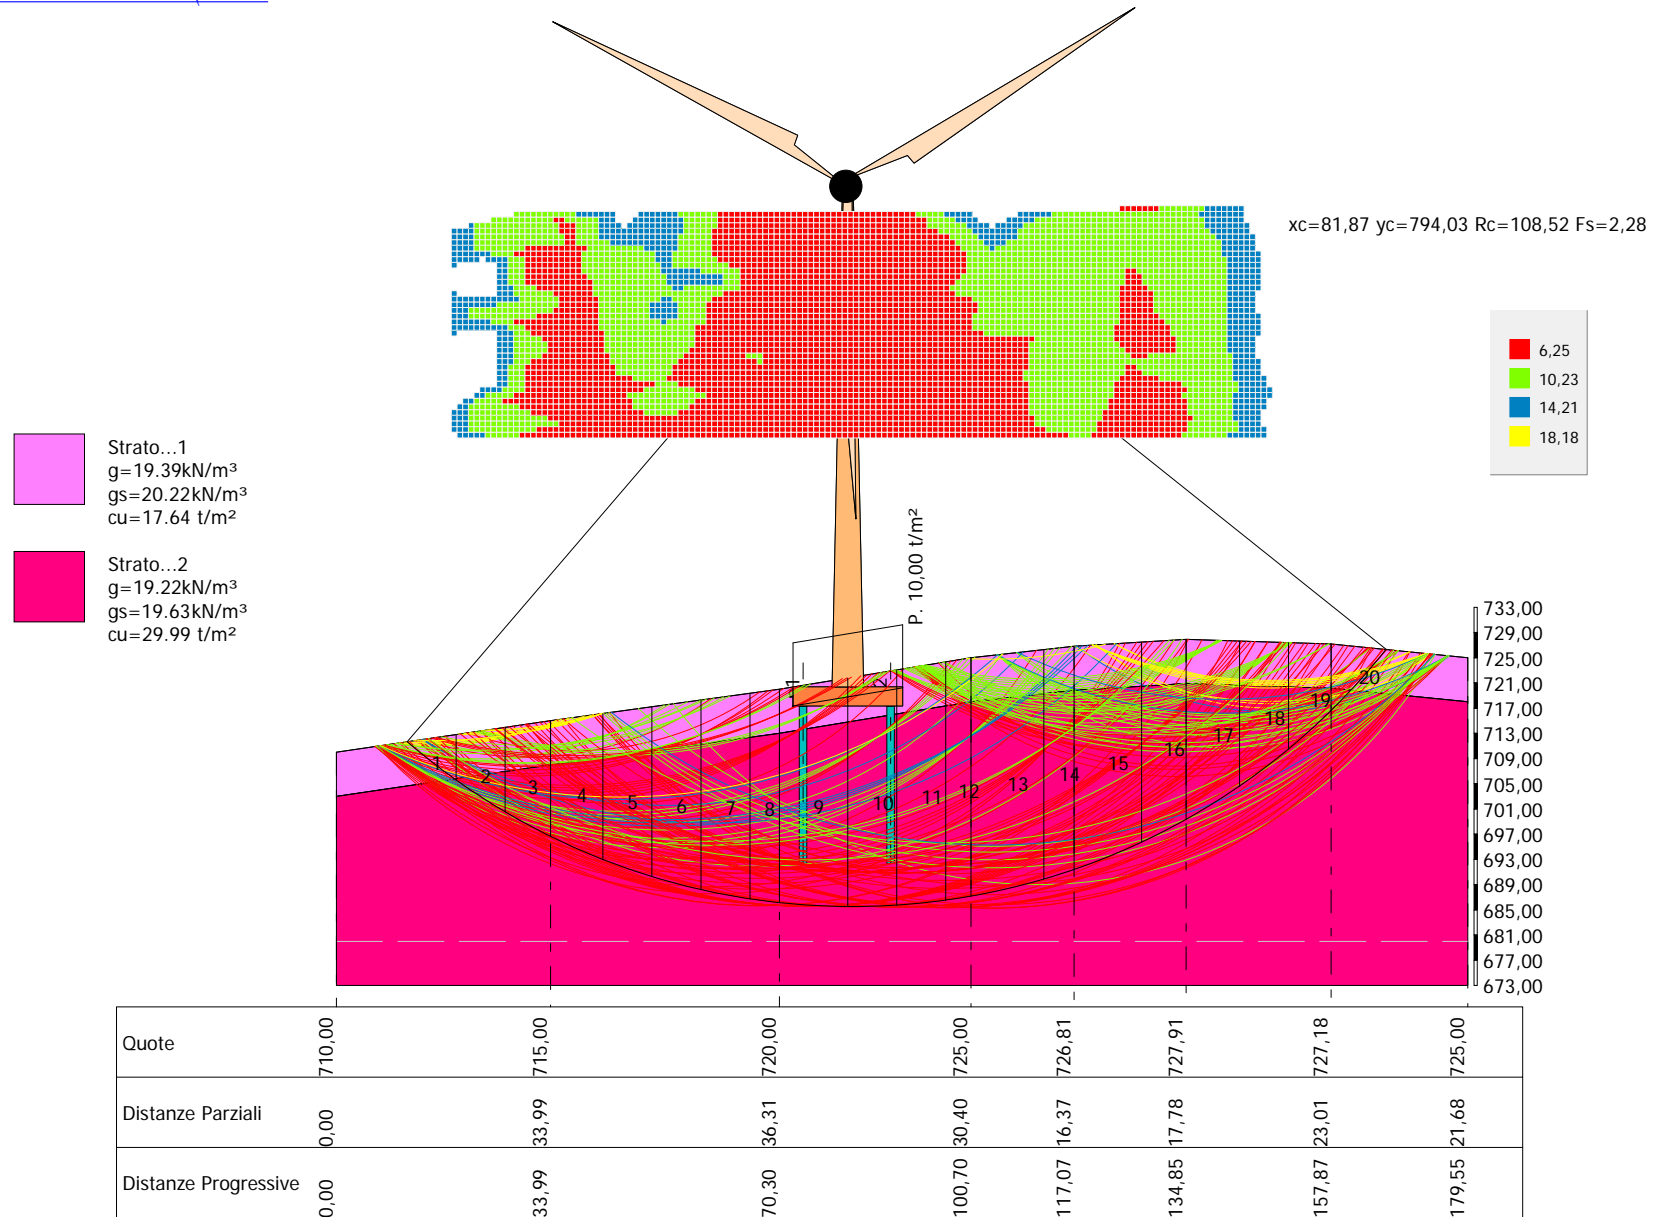 xc=81,87 yc=794,03 Rc=108,52 Fs=2,28
6,25
10,23
14,21
18,18
Strato...1
g=19.39kN/m³
gs=20.22kN/m³
cu=17.64 t/m²
Strato...2
g=19.22kN/m³
gs=19.63kN/m³
cu=29.99 t/m²
P. 10,00 t/m²
733,00
729,00
725,00
721,00
717,00
713,00
709,00
705,00
701,00
697,00
693,00
689,00
685,00
681,00
677,00
673,00
1
2
1 2 3 4 5 6 7 8 9 10 11 12 13 14 15 16 17 18 19 20
Quote 710,00 715,00 720,00 725,00 726,81 727,91 727,18 725,00
Distanze Parziali 0,00 33,99 36,31 30,40 16,37 17,78 23,01 21,68
Distanze Progressive 0,00 33,99 70,30 100,70 117,07 134,85 157,87 179,55